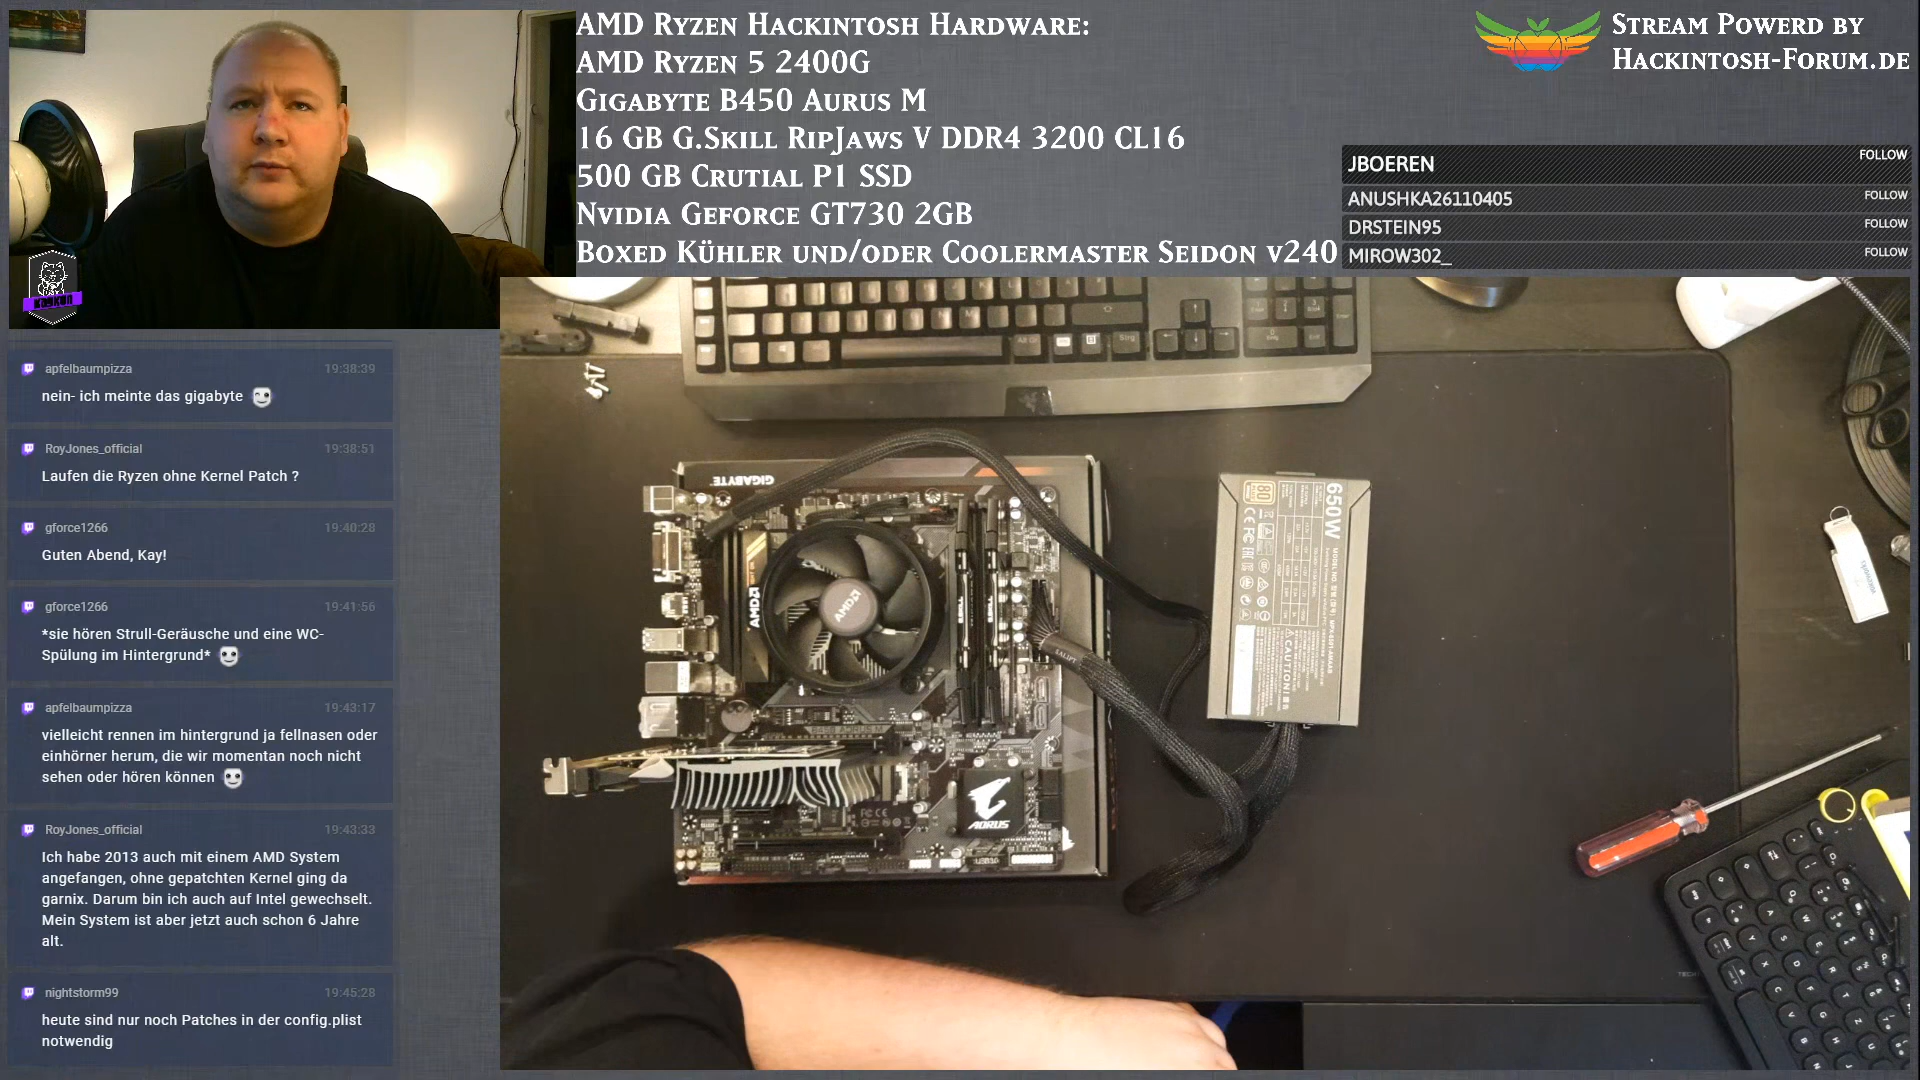 AMD Ryzen Hackintosh Hardware:
AMD Ryzen 5 2400G
Gigabyte B450 Aurus M
16 GB G.Skill RipJaws V DDR4 3200 CL16
500 GB Crutial P1 SSD
Nvidia Geforce GT730 2GB
Boxed Kühler und/oder Coolermaster Seidon v240
Stream Powerd by
Hackintosh-Forum.de
JBOEREN FOLLOW
ANUSHKA26110405 FOLLOW
DRSTEIN95 FOLLOW
MIROW302_ FOLLOW
apfelbaumpizza 19:38:39
nein- ich meinte das gigabyte
RoyJones_official 19:38:51
Laufen die Ryzen ohne Kernel Patch ?
gforce1266 19:40:28
Guten Abend, Kay!
gforce1266 19:41:56
*sie hören Strull-Geräusche und eine WC-
Spülung im Hintergrund*
apfelbaumpizza 19:43:17
vielleicht rennen im hintergrund ja fellnasen oder
einhörner herum, die wir momentan noch nicht
sehen oder hören können
RoyJones_official 19:43:33
Ich habe 2013 auch mit einem AMD System
angefangen, ohne gepatchten Kernel ging da
garnix. Darum bin ich auch auf Intel gewechselt.
Mein System ist aber jetzt auch schon 6 Jahre
alt.
nightstorm99 19:45:28
heute sind nur noch Patches in der config.plist
notwendig
GIGABYTE
AMD
AMD
AORUS
650W
CAUTION!